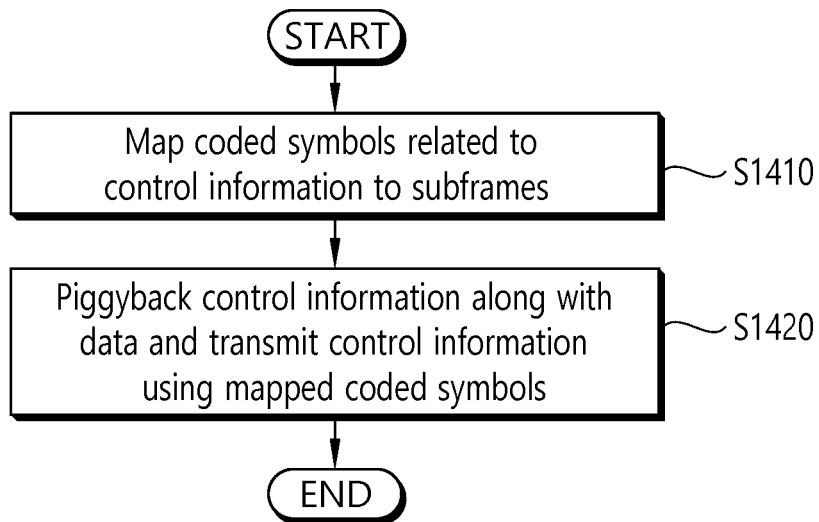 START
Map coded symbols related to
control information to subframes
S1410
Piggyback control information along with
data and transmit control information
using mapped coded symbols
S1420
END